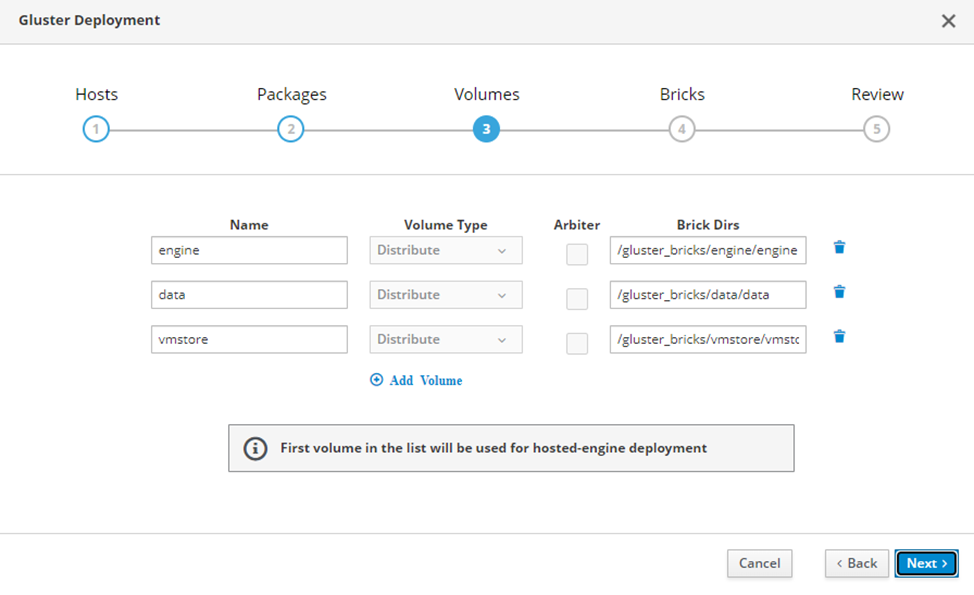 Gluster Deployment
Hosts Packages Volumes Bricks Review
1 2 3 4 5
Name Volume Type Arbiter Brick Dirs
engine Distribute /gluster_bricks/engine/engine
data Distribute /gluster_bricks/data/data
vmstore Distribute /gluster_bricks/vmstore/vmstc
Add Volume
First volume in the list will be used for hosted-engine deployment
Cancel < Back Next >